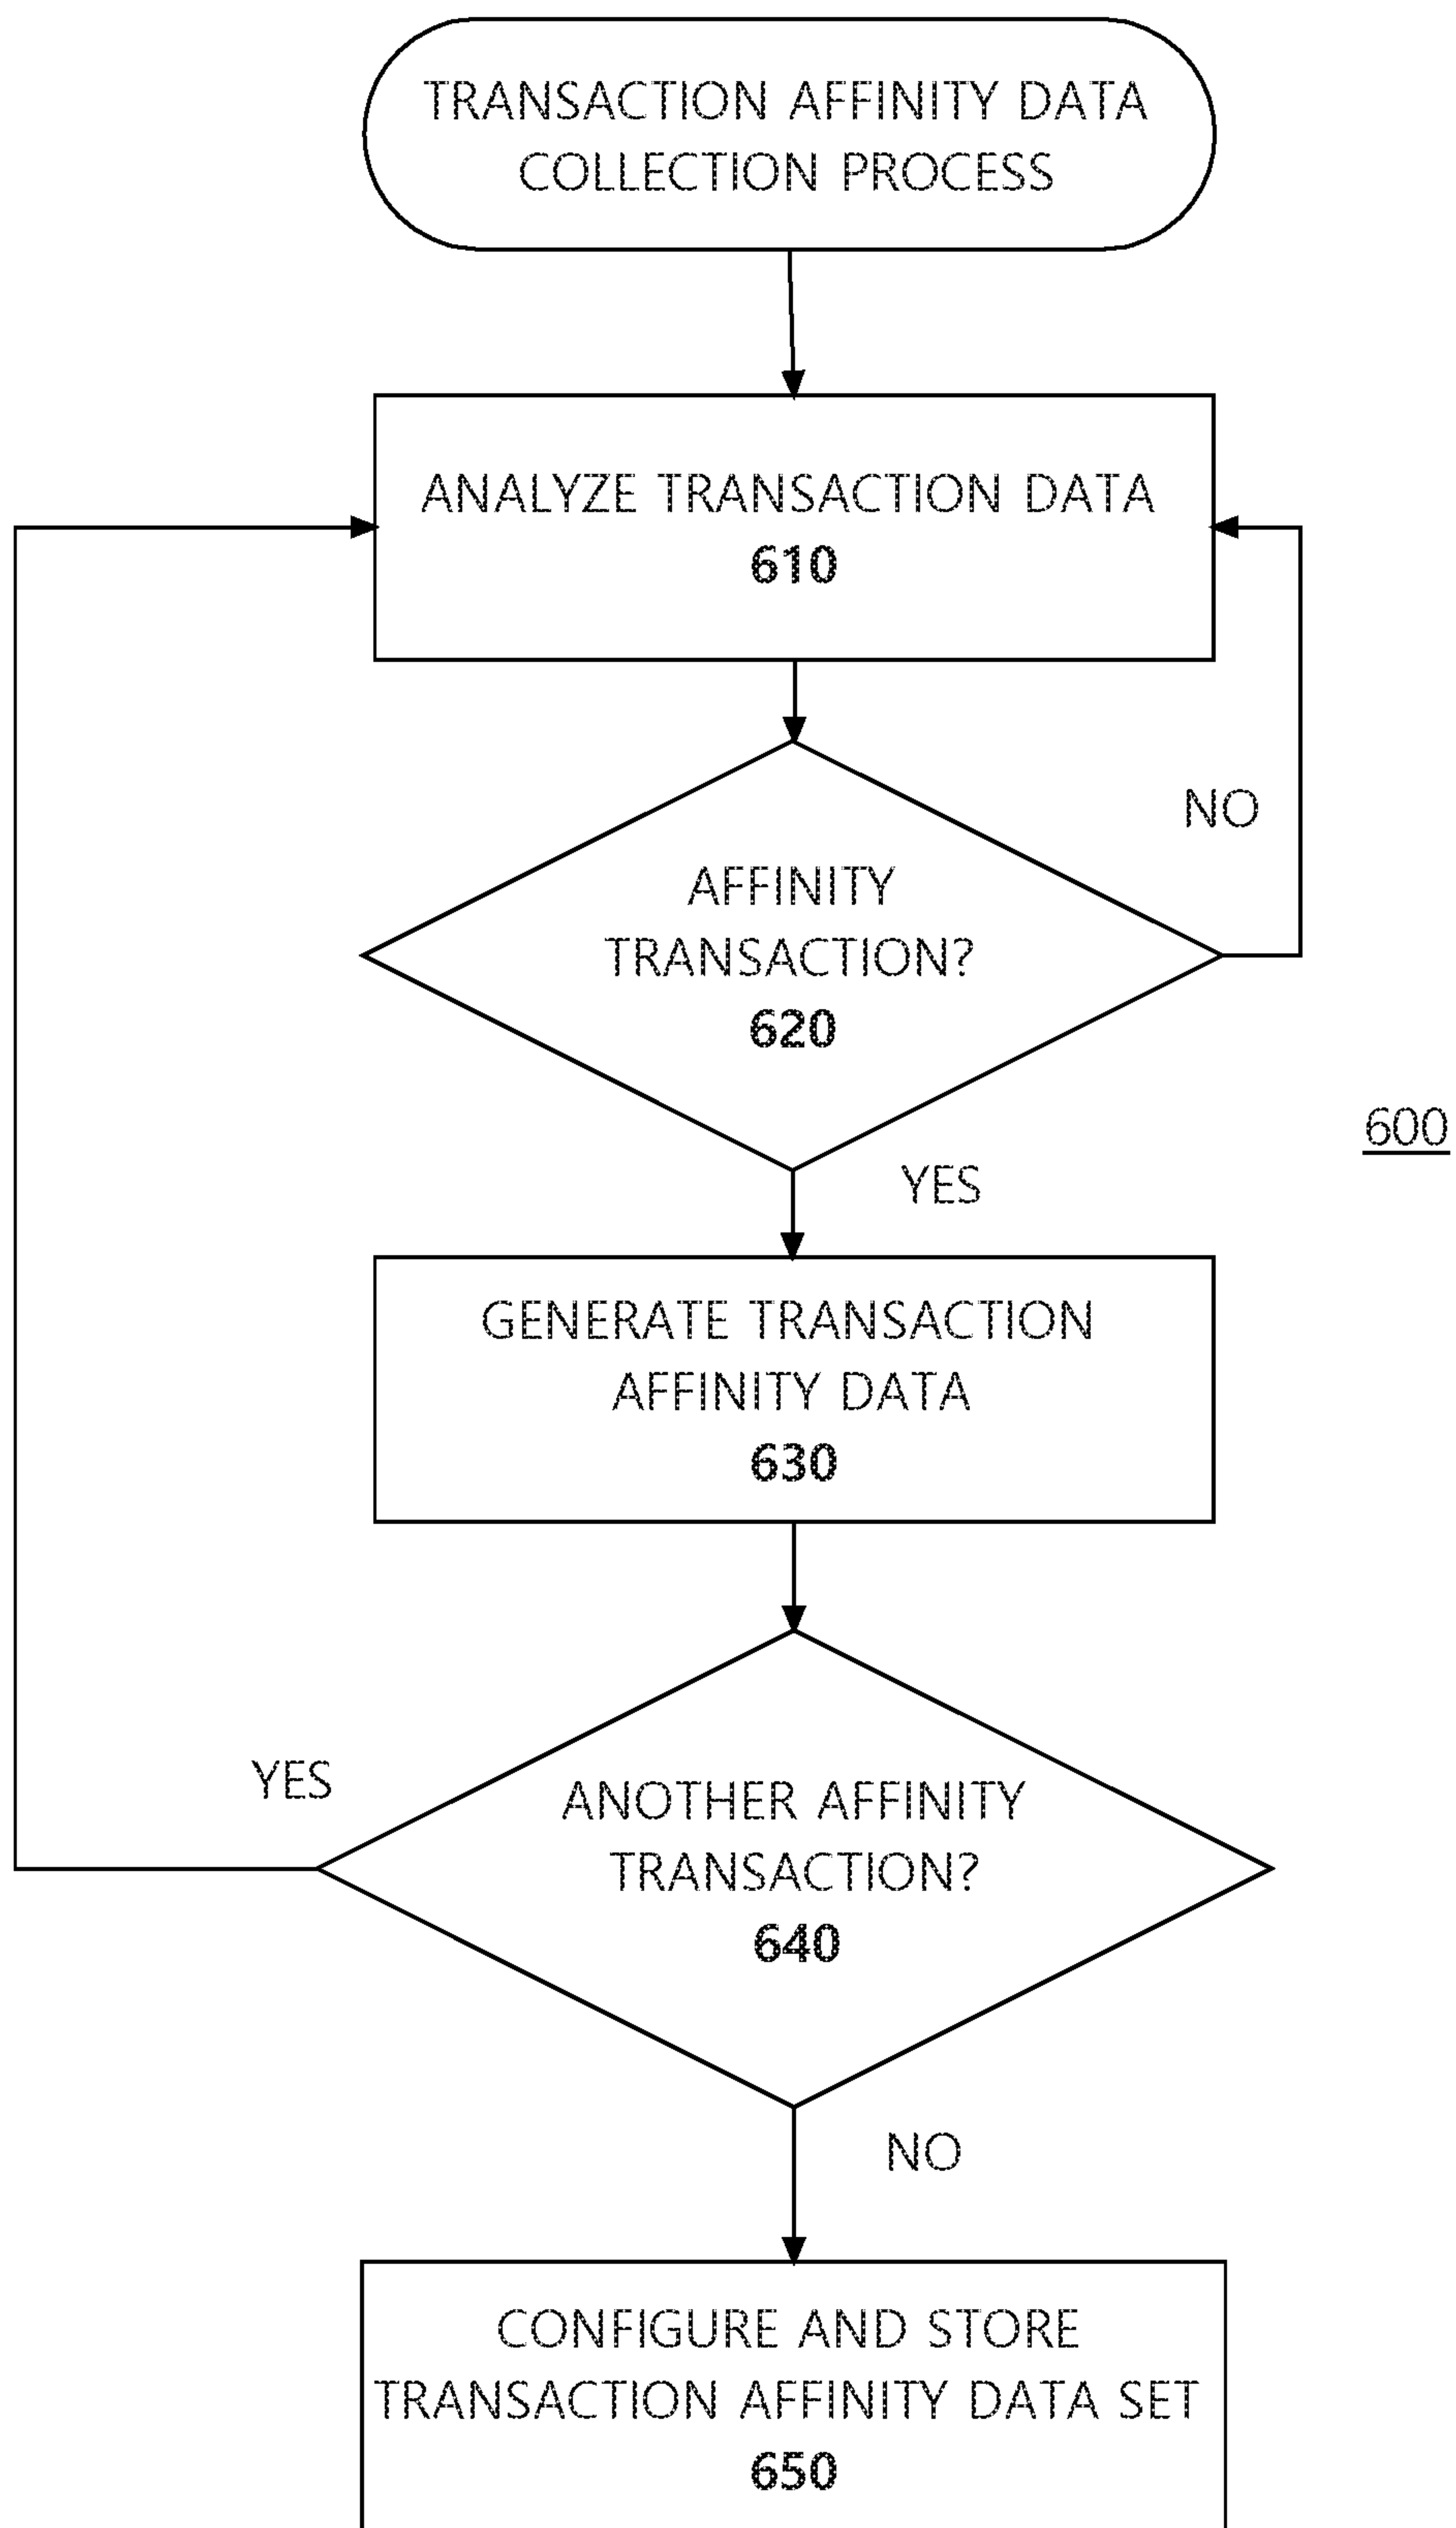 TRANSACTION AFFINITY DATA
COLLECTION PROCESS
ANALYZE TRANSACTION DATA
610
NO
AFFINITY
TRANSACTION?
620
600
YES
GENERATE TRANSACTION
AFFINITY DATA
630
YES
ANOTHER AFFINITY
TRANSACTION?
640
NO
CONFIGURE AND STORE
TRANSACTION AFFINITY DATA SET
650